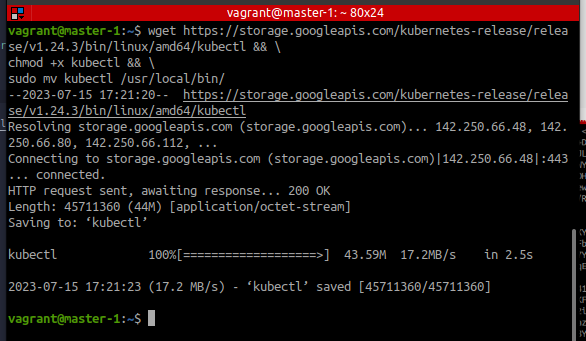 vagrant@master-1: ~ 80x24
vagrant@master-1:~$ wget https://storage.googleapis.com/kubernetes-release/relea
se/v1.24.3/bin/linux/amd64/kubectl && \
chmod +x kubectl && \
sudo mv kubectl /usr/local/bin/
--2023-07-15 17:21:20--  https://storage.googleapis.com/kubernetes-release/relea
se/v1.24.3/bin/linux/amd64/kubectl
Resolving storage.googleapis.com (storage.googleapis.com)... 142.250.66.48, 142.
250.66.80, 142.250.66.112, ...
Connecting to storage.googleapis.com (storage.googleapis.com)|142.250.66.48|:443
... connected.
HTTP request sent, awaiting response... 200 OK
Length: 45711360 (44M) [application/octet-stream]
Saving to: ‘kubectl’
kubectl             100%[===================>]  43.59M  17.2MB/s    in 2.5s
2023-07-15 17:21:23 (17.2 MB/s) - ‘kubectl’ saved [45711360/45711360]
vagrant@master-1:~$